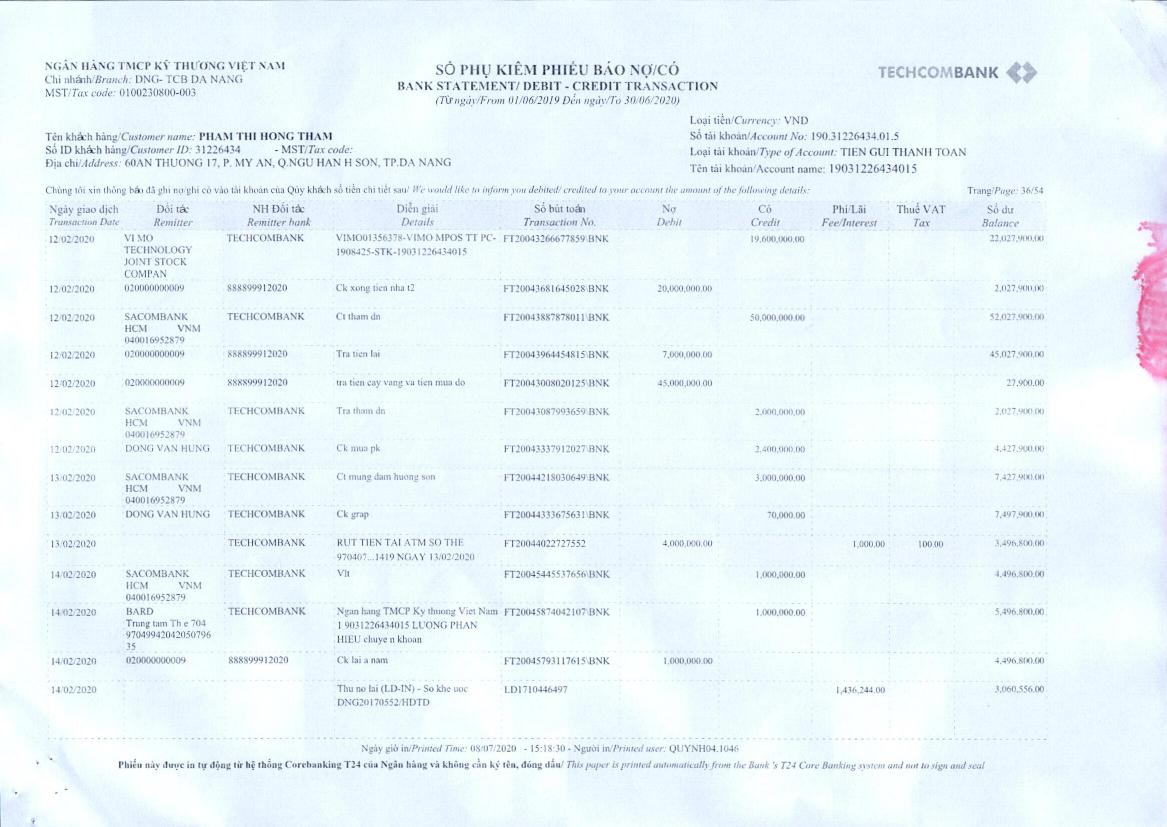 NGÂN HÀNG TMCP KỸ THƯƠNG VIỆT NAM
Chi nhánh/Branch: DNG- TCB DA NANG
MST/Tax code: 0100230800-003
SỔ PHỤ KIÊM PHIẾU BÁO NỢ/CÓ
BANK STATEMENT/ DEBIT - CREDIT TRANSACTION
(Từ ngày/From 01/06/2019 Đến ngày/To 30/06/2020)
TECHCOMBANK
Tên khách hàng/Customer name: PHAM THI HONG THAM
Số ID khách hàng/Customer ID: 31226434 - MST/Tax code:
Địa chỉ/Address: 60AN THUONG 17, P. MY AN, Q.NGU HAN H SON, TP.DA NANG
Loại tiền/Currency: VND
Số tài khoản/Account No: 190.31226434.01.5
Loại tài khoản/Type of Account: TIEN GUI THANH TOAN
Tên tài khoản/Account name: 19031226434015
Chúng tôi xin thông báo đã ghi nợ/ghi có vào tài khoản của Qúy khách số tiền chi tiết sau/ We would like to inform you debited/ credited to your account the amount of the following details:
Trang/Page: 36/54
Ngày giao dịch Đối tác NH Đối tác Diễn giải Số bút toán Nợ Có Phí/Lãi Thuế VAT Số dư
Transaction Date Remitter Remitter bank Details Transaction No. Debit Credit Fee/Interest Tax Balance
12/02/2020 VI MO TECHCOMBANK VIMO01356378-VIMO MPOS TT PC- FT20043266677859\BNK 19,600,000.00 22,027,900.00
TECHNOLOGY 1908425-STK-19031226434015
JOINT STOCK
COMPAN
12/02/2020 020000000009 888899912020 Ck xong tien nha t2 FT20043681645028\BNK 20,000,000.00 2,027,900.00
12/02/2020 SACOMBANK TECHCOMBANK Ct tham dn FT20043887878011\BNK 50,000,000.00 52,027,900.00
HCM VNM
040016952879
12/02/2020 020000000009 888899912020 Tra tien lai FT20043964454815\BNK 7,000,000.00 45,027,900.00
12/02/2020 020000000009 888899912020 tra tien cay vang va tien mua do FT20043008020125\BNK 45,000,000.00 27,900.00
12/02/2020 SACOMBANK TECHCOMBANK Tra tham dn FT20043087993659\BNK 2,000,000.00 2,027,900.00
HCM VNM
040016952879
12/02/2020 DONG VAN HUNG TECHCOMBANK Ck mua pk FT20043337912027\BNK 2,400,000.00 4,427,900.00
13/02/2020 SACOMBANK TECHCOMBANK Ct mung dam huong son FT20044218030649\BNK 3,000,000.00 7,427,900.00
HCM VNM
040016952879
13/02/2020 DONG VAN HUNG TECHCOMBANK Ck grap FT20044333675631\BNK 70,000.00 7,497,900.00
13/02/2020 TECHCOMBANK RUT TIEN TAI ATM SO THE FT20044022727552 4,000,000.00 1,000.00 100.00 3,496,800.00
970407...1419 NGAY 13/02/2020
14/02/2020 SACOMBANK TECHCOMBANK Vlt FT20045445537656\BNK 1,000,000.00 4,496,800.00
HCM VNM
040016952879
14/02/2020 BARD TECHCOMBANK Ngan hang TMCP Ky thuong Viet Nam FT20045874042107\BNK 1,000,000.00 5,496,800.00
Trung tam Th e 704 1 9031226434015 LUONG PHAN
97049942042050796 HIEU chuye n khoan
35
14/02/2020 020000000009 888899912020 Ck lai a nam FT20045793117615\BNK 1,000,000.00 4,496,800.00
14/02/2020 Thu no lai (LD-IN) - So khe uoc LD1710446497 1,436,244.00 3,060,556.00
DNG20170552/HDTD
Ngày giờ in/Printed Time: 08/07/2020 - 15:18:30 - Người in/Printed user: QUYNH04.1046
Phiếu này được in tự động từ hệ thống Corebanking T24 của Ngân hàng và không cần ký tên, đóng dấu/ This paper is printed automatically from the Bank 's T24 Core Banking system and not to sign and seal